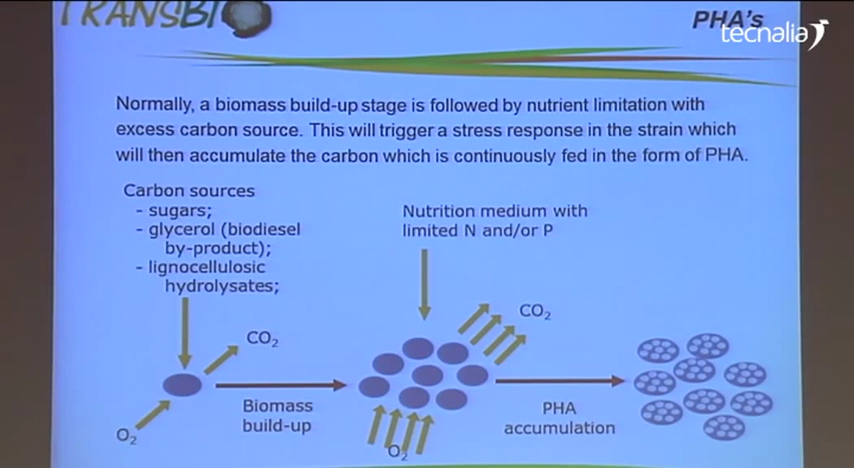 TRANSBIO
PHA's
tecnalia
Normally, a biomass build-up stage is followed by nutrient limitation with
excess carbon source. This will trigger a stress response in the strain which
will then accumulate the carbon which is continuously fed in the form of PHA.
Carbon sources
- sugars;
- glycerol (biodiesel
by-product);
- lignocellulosic
hydrolysates;
Nutrition medium with
limited N and/or P
CO₂
CO₂
Biomass
build-up
PHA
accumulation
O₂
O₂